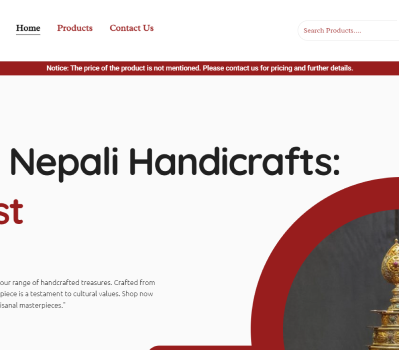 Home Products Contact Us Search Products....
Notice: The price of the product is not mentioned. Please contact us for pricing and further details.
Nepali Handicrafts:
st
our range of handcrafted treasures. Crafted from
piece is a testament to cultural values. Shop now
isanal masterpieces."